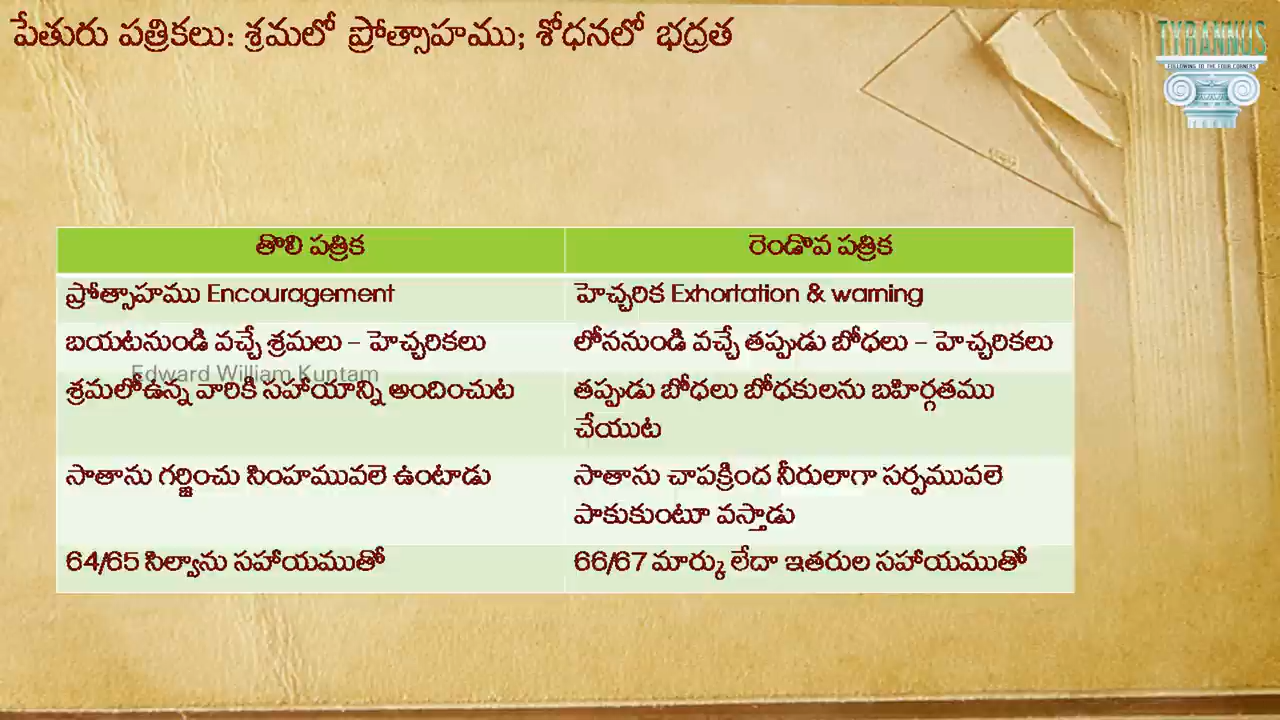 పేతురు పత్రికలు: శ్రమలో ప్రోత్సాహము; శోధనలో భద్రత
TYRANNUS
FOLLOWING TO THE FOUR CORNERS
తొలి పత్రిక
రెండొవ పత్రిక
ప్రోత్సాహము Encouragement
హెచ్చరిక Exhortation & warning
బయటనుండి వచ్చే శ్రమలు – హెచ్చరికలు
లోననుండి వచ్చే తప్పుడు బోధలు – హెచ్చరికలు
Edward William Kuntam
శ్రమలోఉన్న వారికి సహాయాన్ని అందించుట
తప్పుడు బోధలు బోధకులను బహిర్గతము
చేయుట
సాతాను గర్జించు సింహమువలె ఉంటాడు
సాతాను చాపక్రింద నీరులాగా సర్పమువలె
పాకుకుంటూ వస్తాడు
64/65 సిల్వాను సహాయముతో
66/67 మార్కు లేదా ఇతరుల సహాయముతో